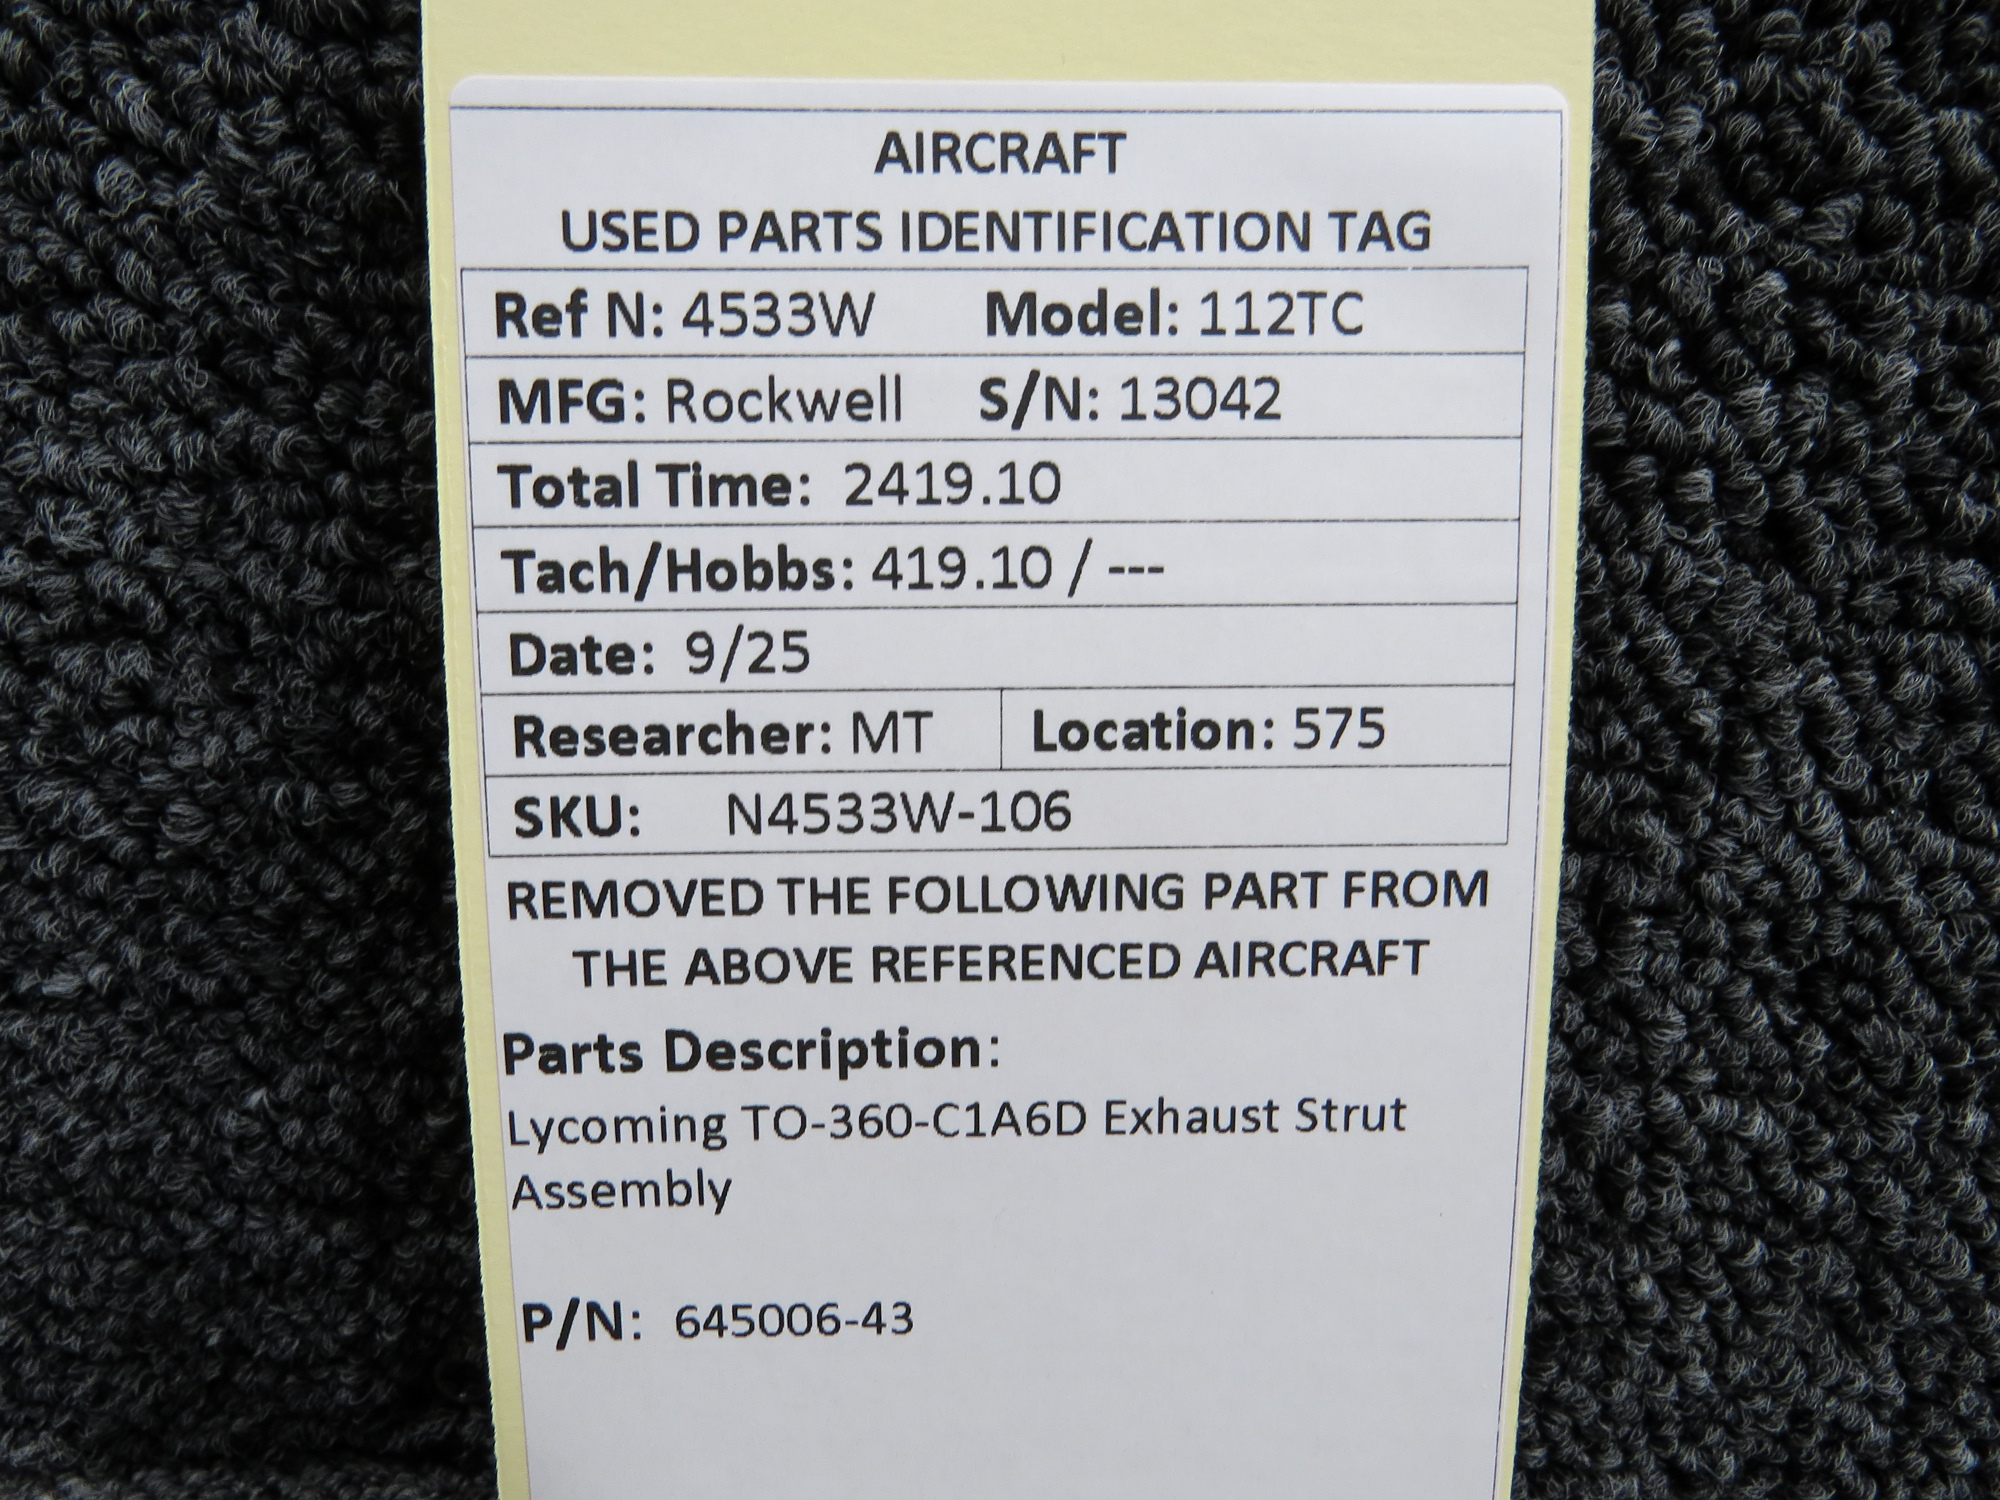 AIRCRAFT
USED PARTS IDENTIFICATION TAG
Ref N: 4533W Model: 112TC
MFG: Rockwell S/N: 13042
Total Time: 2419.10
Tach/Hobbs: 419.10 / ---
Date: 9/25
Researcher: MT Location: 575
SKU: N4533W-106
REMOVED THE FOLLOWING PART FROM
THE ABOVE REFERENCED AIRCRAFT
Parts Description:
Lycoming TO-360-C1A6D Exhaust Strut
Assembly
P/N: 645006-43